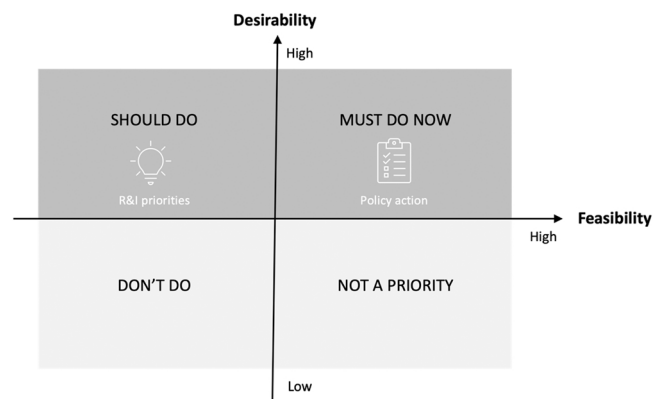 Desirability
High
SHOULD DO
MUST DO NOW
R&I priorities
Policy action
Feasibility
High
DON'T DO
NOT A PRIORITY
Low